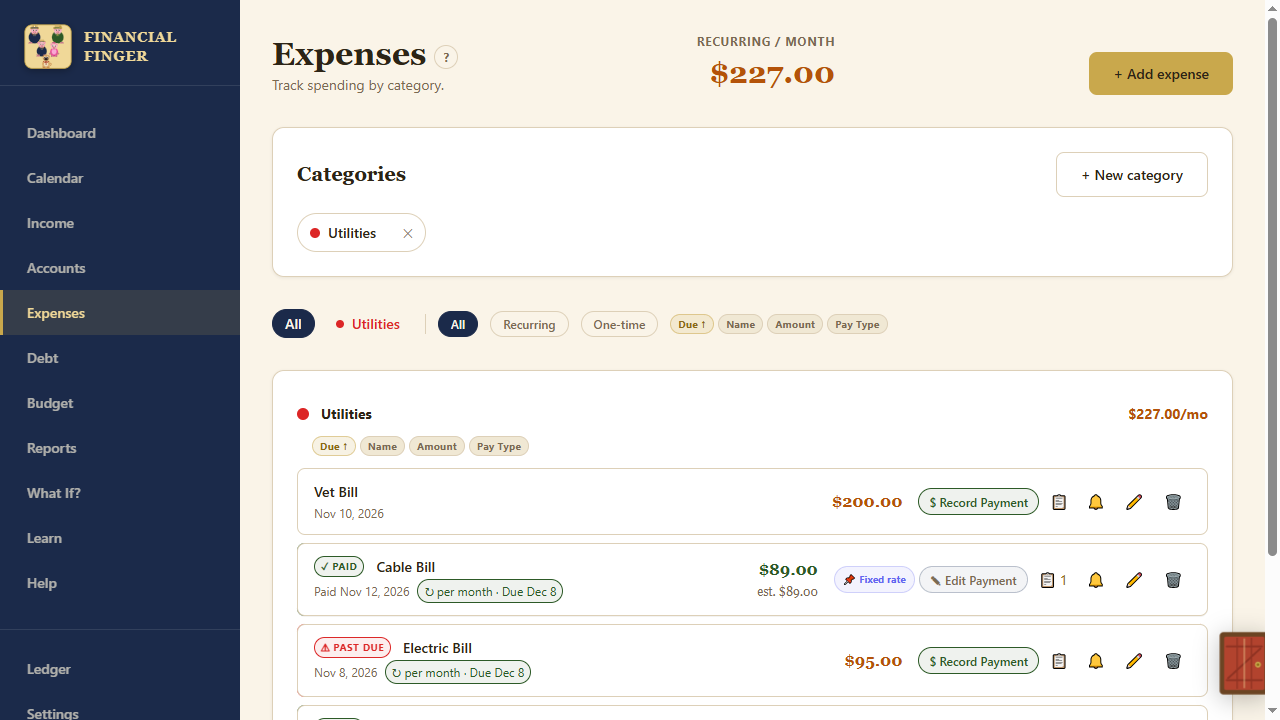 FINANCIAL
FINGER
Dashboard
Calendar
Income
Accounts
Expenses
Debt
Budget
Reports
What If?
Learn
Help
Ledger
Settings
Expenses ?
Track spending by category.
RECURRING / MONTH
$227.00
+ Add expense
Categories
+ New category
Utilities ×
All Utilities All Recurring One-time Due ↑ Name Amount Pay Type
Utilities $227.00/mo
Due ↑ Name Amount Pay Type
Vet Bill
Nov 10, 2026
$200.00 $ Record Payment
✓ PAID Cable Bill
Paid Nov 12, 2026 ↻ per month · Due Dec 8
$89.00
est. $89.00
📌 Fixed rate ✎ Edit Payment 📋 1
⚠ PAST DUE Electric Bill
Nov 8, 2026 ↻ per month · Due Dec 8
$95.00 $ Record Payment